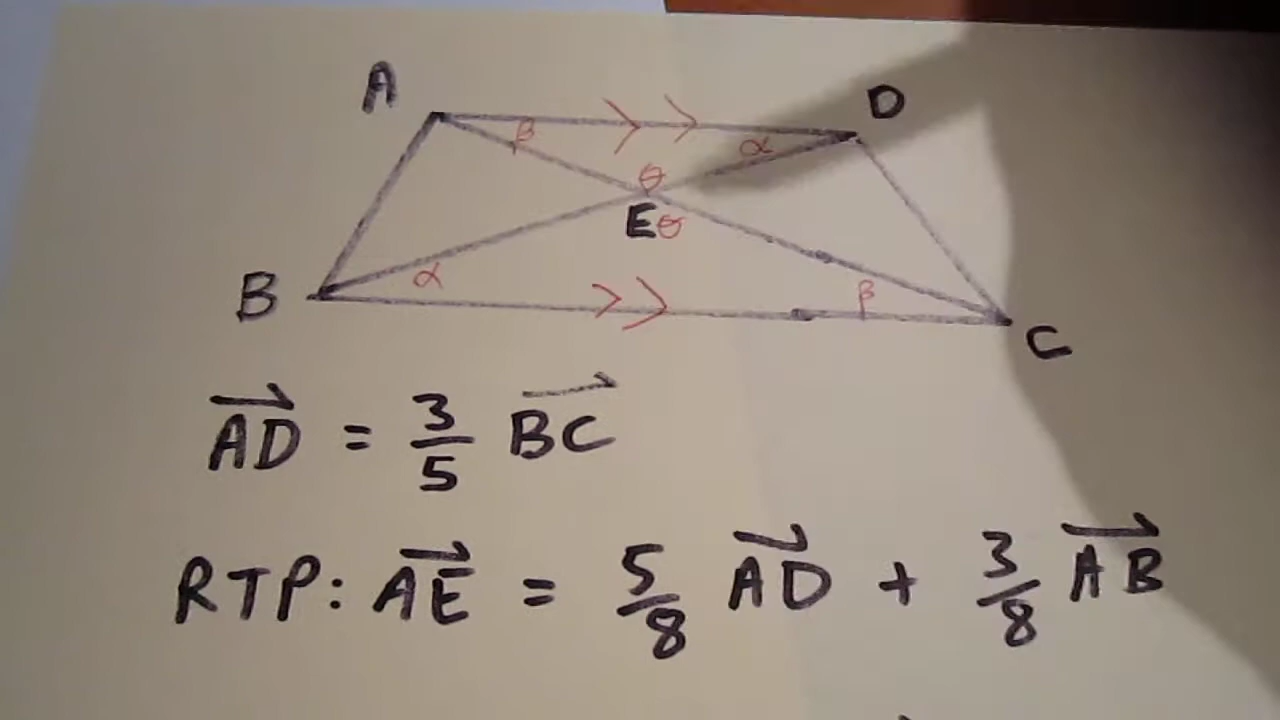 A D
β α
θ
E θ
B α β
C
AD = 3/5 BC
RTP: AE = 5/8 AD + 3/8 AB